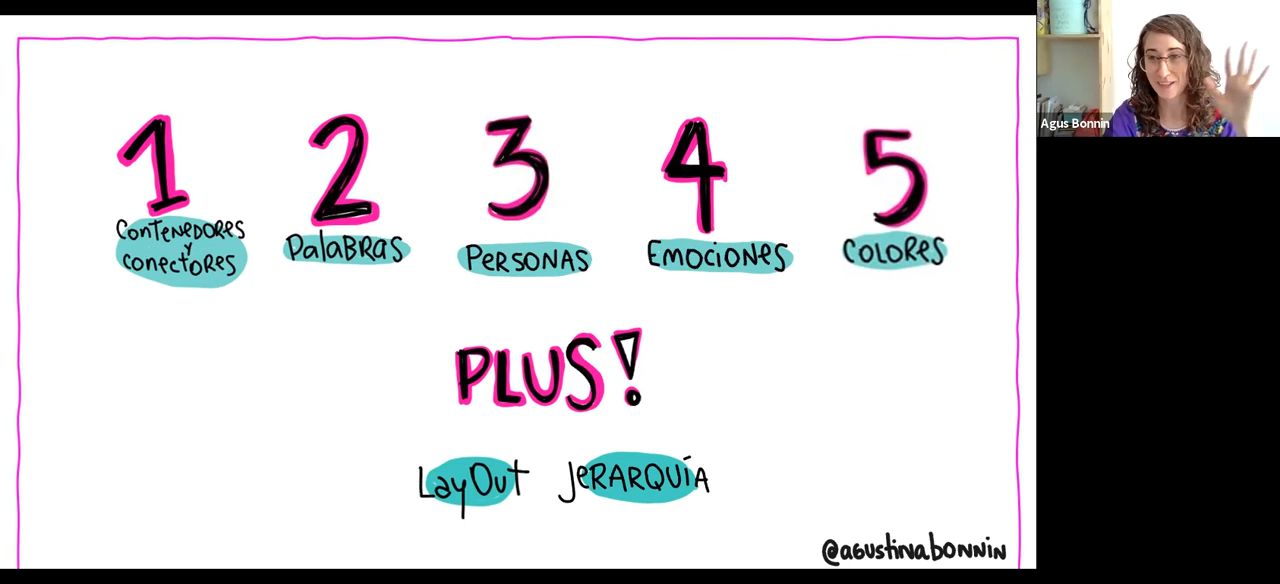 1 2 3 4 5
Contenedores
y
conectores
Palabras
Personas
Emociones
Colores
PLUS!
LayOut Jerarquía
@agustinabonnin
Agus Bonnin